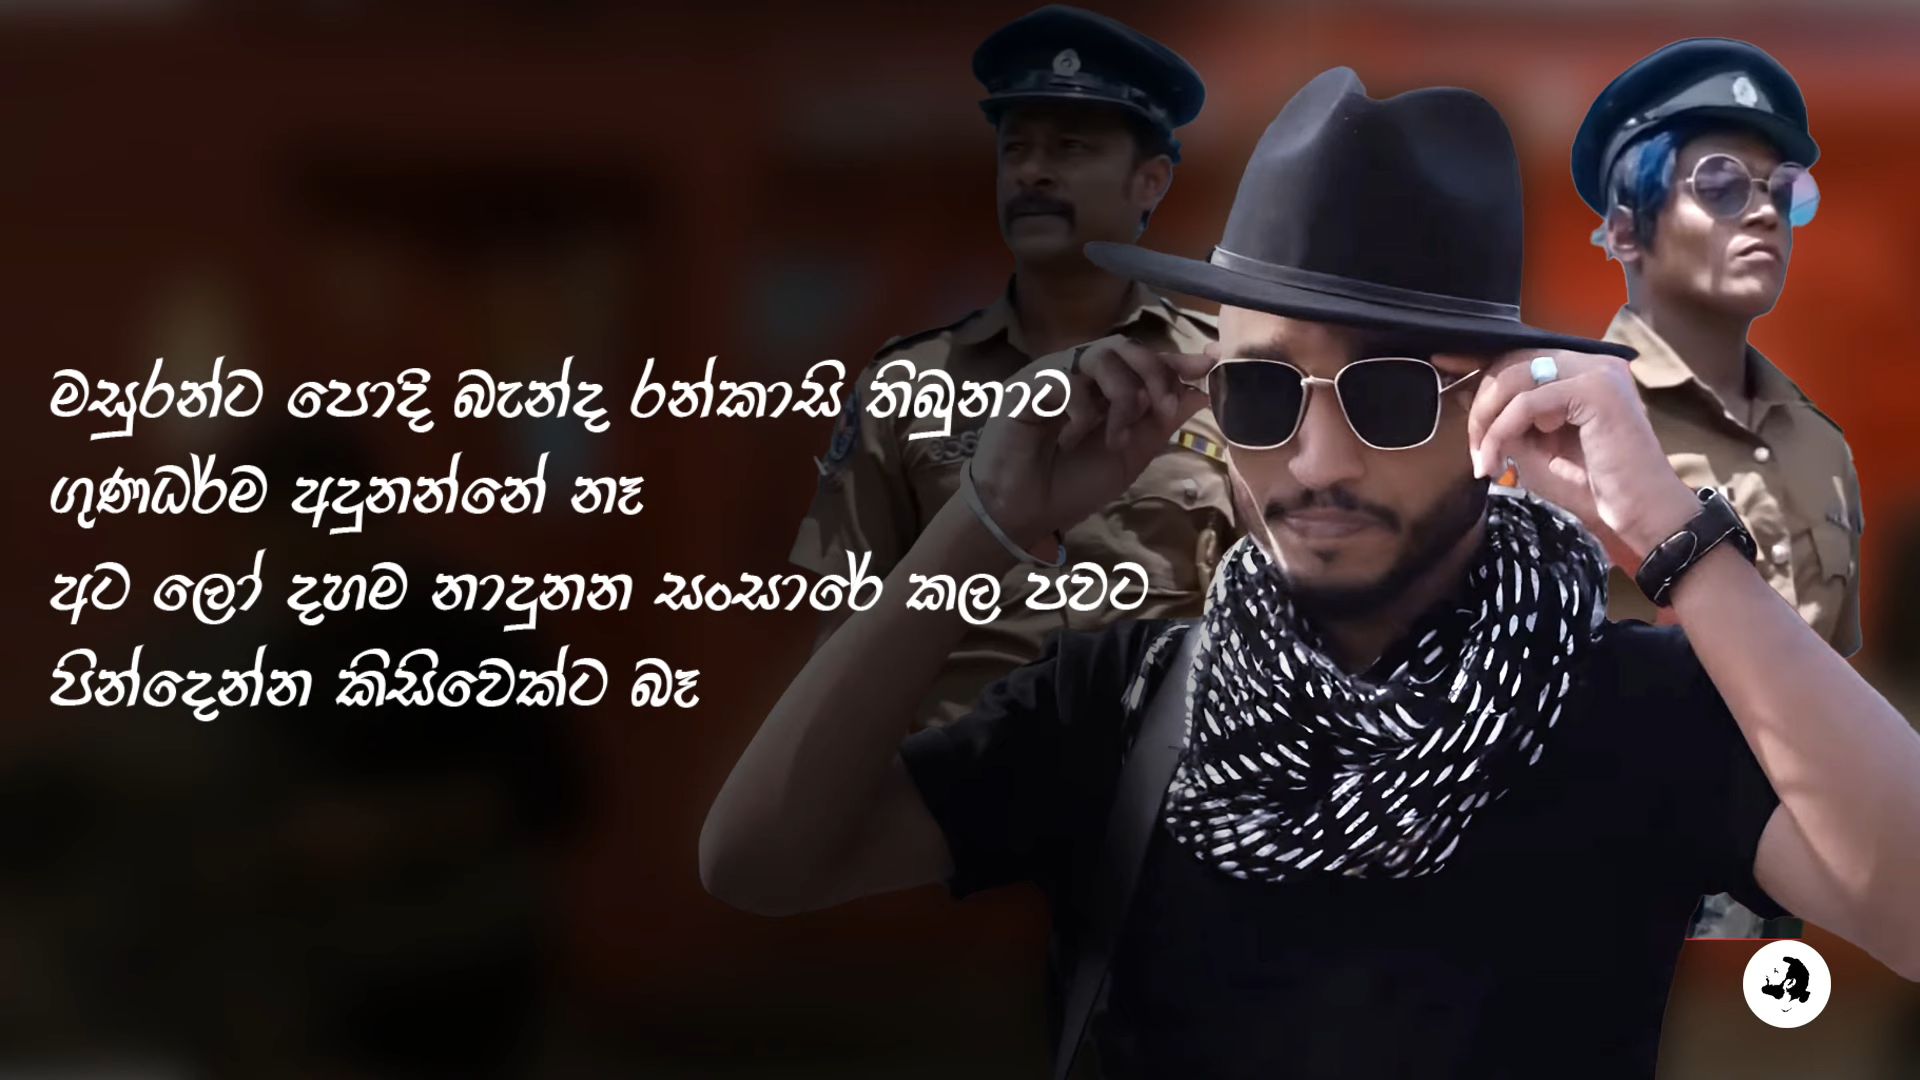 මසුරන්ට පොදි බැන්ද රන්කාසි තිබුනාට
ගුණධර්ම අදුනන්නේ නෑ
අට ලෝ දහම නාදුනන සංසාරේ කල පවට
පින්දෙන්න කිසිවෙක්ට බෑ